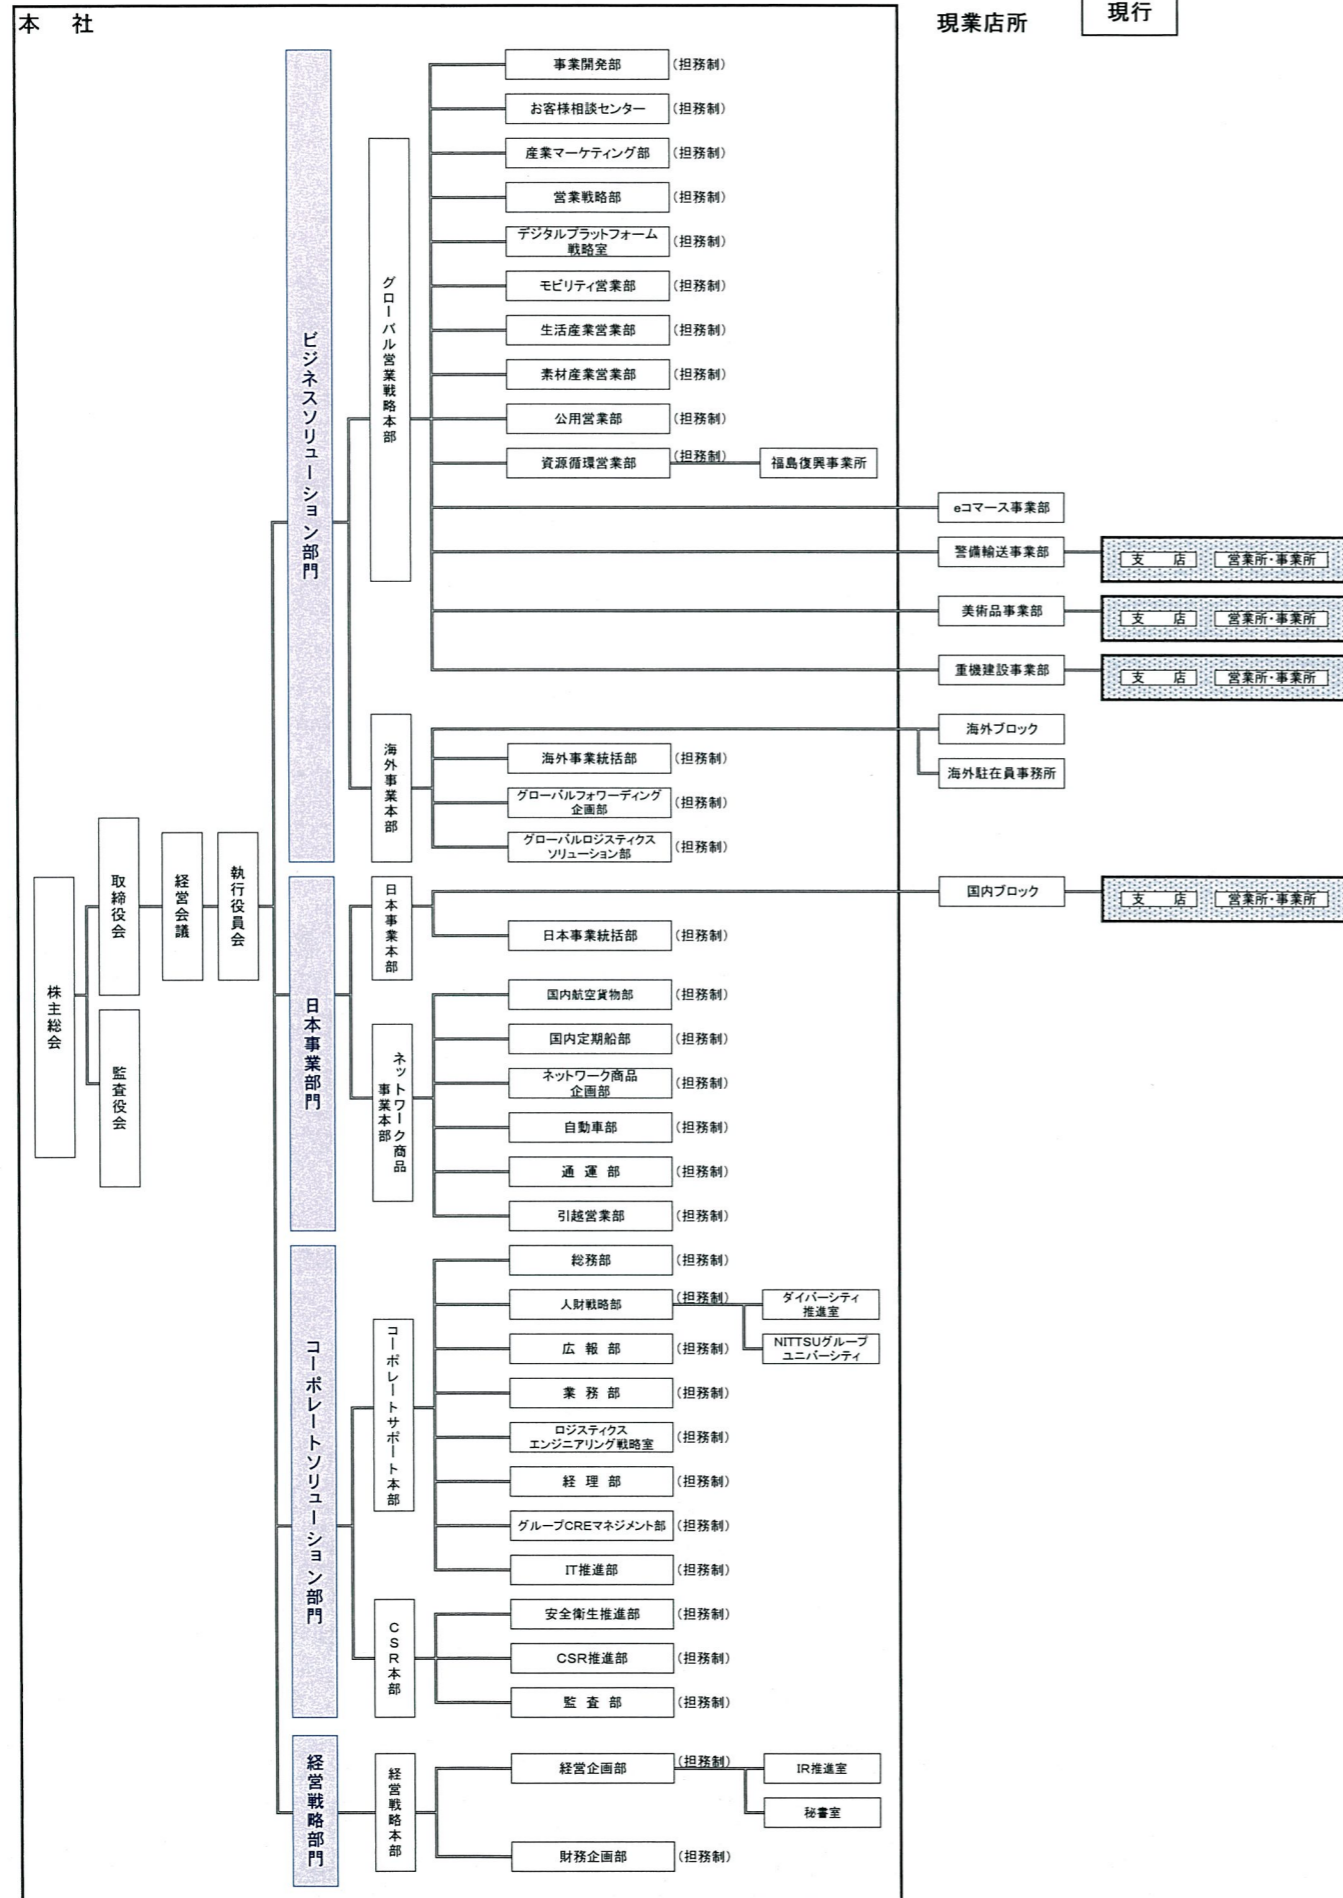 本　社
現業店所
現行
株主総会
取締役会
監査役会
経営会議
執行役員会
ビジネスソリューション部門
グローバル営業戦略本部
事業開発部
(担務制)
お客様相談センター
(担務制)
産業マーケティング部
(担務制)
営業戦略部
(担務制)
デジタルプラットフォーム
戦略室
(担務制)
モビリティ営業部
(担務制)
生活産業営業部
(担務制)
素材産業営業部
(担務制)
公用営業部
(担務制)
資源循環営業部
(担務制)
福島復興事業所
eコマース事業部
警備輸送事業部
支　店
営業所・事業所
美術品事業部
支　店
営業所・事業所
重機建設事業部
支　店
営業所・事業所
海外事業本部
海外ブロック
海外駐在員事務所
海外事業統括部
(担務制)
グローバルフォワーディング
企画部
(担務制)
グローバルロジスティクス
ソリューション部
(担務制)
日本事業部門
日本事業本部
国内ブロック
支　店
営業所・事業所
日本事業統括部
(担務制)
ネットワーク商品
事業本部
国内航空貨物部
(担務制)
国内定期船部
(担務制)
ネットワーク商品
企画部
(担務制)
自動車部
(担務制)
通　運　部
(担務制)
引越営業部
(担務制)
コーポレートソリューション部門
コーポレートサポート本部
総務部
(担務制)
人財戦略部
(担務制)
ダイバーシティ
推進室
NITTSUグループ
ユニバーシティ
広　報　部
(担務制)
業　務　部
(担務制)
ロジスティクス
エンジニアリング戦略室
(担務制)
経　理　部
(担務制)
グループCREマネジメント部
(担務制)
IT推進部
(担務制)
CSR本部
安全衛生推進部
(担務制)
CSR推進部
(担務制)
監　査　部
(担務制)
経営戦略部門
経営戦略本部
経営企画部
(担務制)
IR推進室
秘書室
財務企画部
(担務制)